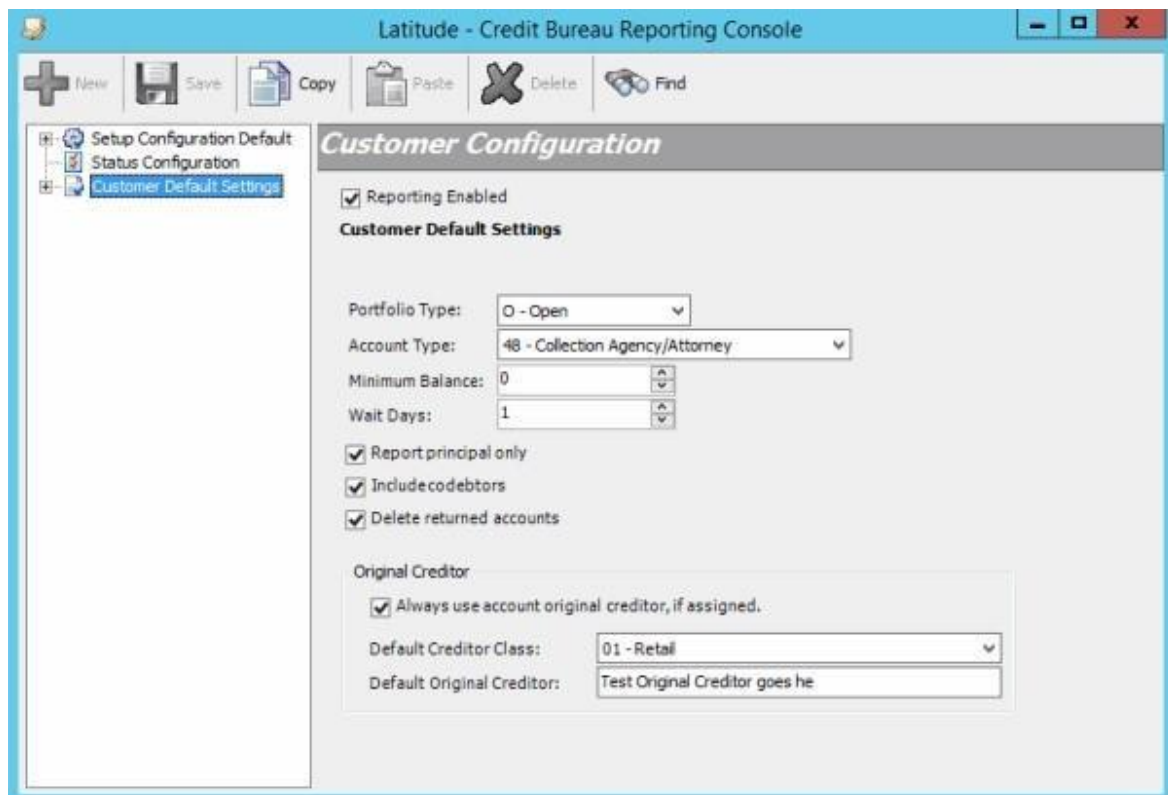 Latitude - Credit Bureau Reporting Console
New Save Copy Paste Delete Find
Setup Configuration Default
Status Configuration
Customer Default Settings
Customer Configuration
Reporting Enabled
Customer Default Settings
Portfolio Type: O - Open
Account Type: 48 - Collection Agency/Attorney
Minimum Balance: 0
Wait Days: 1
Report principal only
Include codebtors
Delete returned accounts
Original Creditor
Always use account original creditor, if assigned.
Default Creditor Class: 01 - Retail
Default Original Creditor: Test Original Creditor goes he